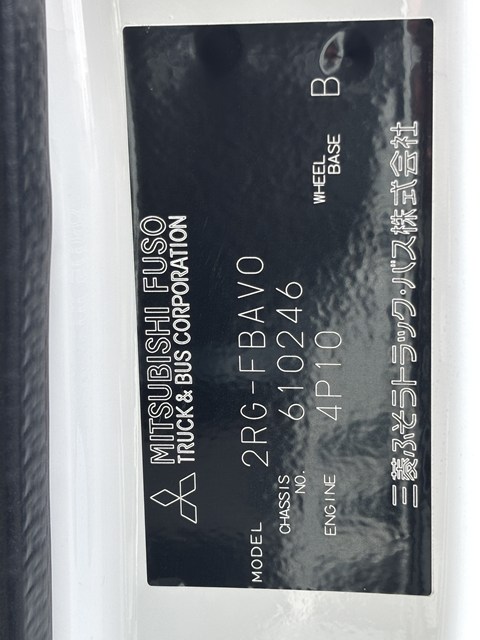 MITSUBISHI FUSO
TRUCK & BUS CORPORATION
MODEL 2RG-FBAV0
CHASSIS NO. 610246
ENGINE 4P10 WHEEL BASE B
三菱ふそうトラック・バス株式会社